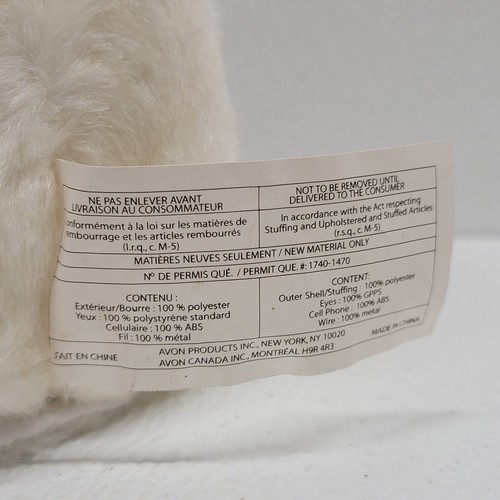 NE PAS ENLEVER AVANT
LIVRAISON AU CONSOMMATEUR
NOT TO BE REMOVED UNTIL
DELIVERED TO THE CONSUMER
onformément à la loi sur les matières de
embourrage et les articles rembourrés
(l.r.q., c. M-5)
In accordance with the Act respecting
Stuffing and Upholstered and Stuffed Articles
(r.s.q., c. M-5)
MATIÈRES NEUVES SEULEMENT / NEW MATERIAL ONLY
Nº DE PERMIS QUÉ. / PERMIT QUE. #: 1740-1470
CONTENU :
Extérieur/Bourre : 100 % polyester
Yeux : 100 % polystyrène standard
Cellulaire : 100 % ABS
Fil : 100 % métal
CONTENT:
Outer Shell/Stuffing : 100% polyester
Eyes : 100% GPPS
Cell Phone : 100% ABS
Wire : 100% metal
FAIT EN CHINE
AVON PRODUCTS INC., NEW YORK, NY 10020
AVON CANADA INC., MONTRÉAL H9R 4R3
MADE IN CHINA